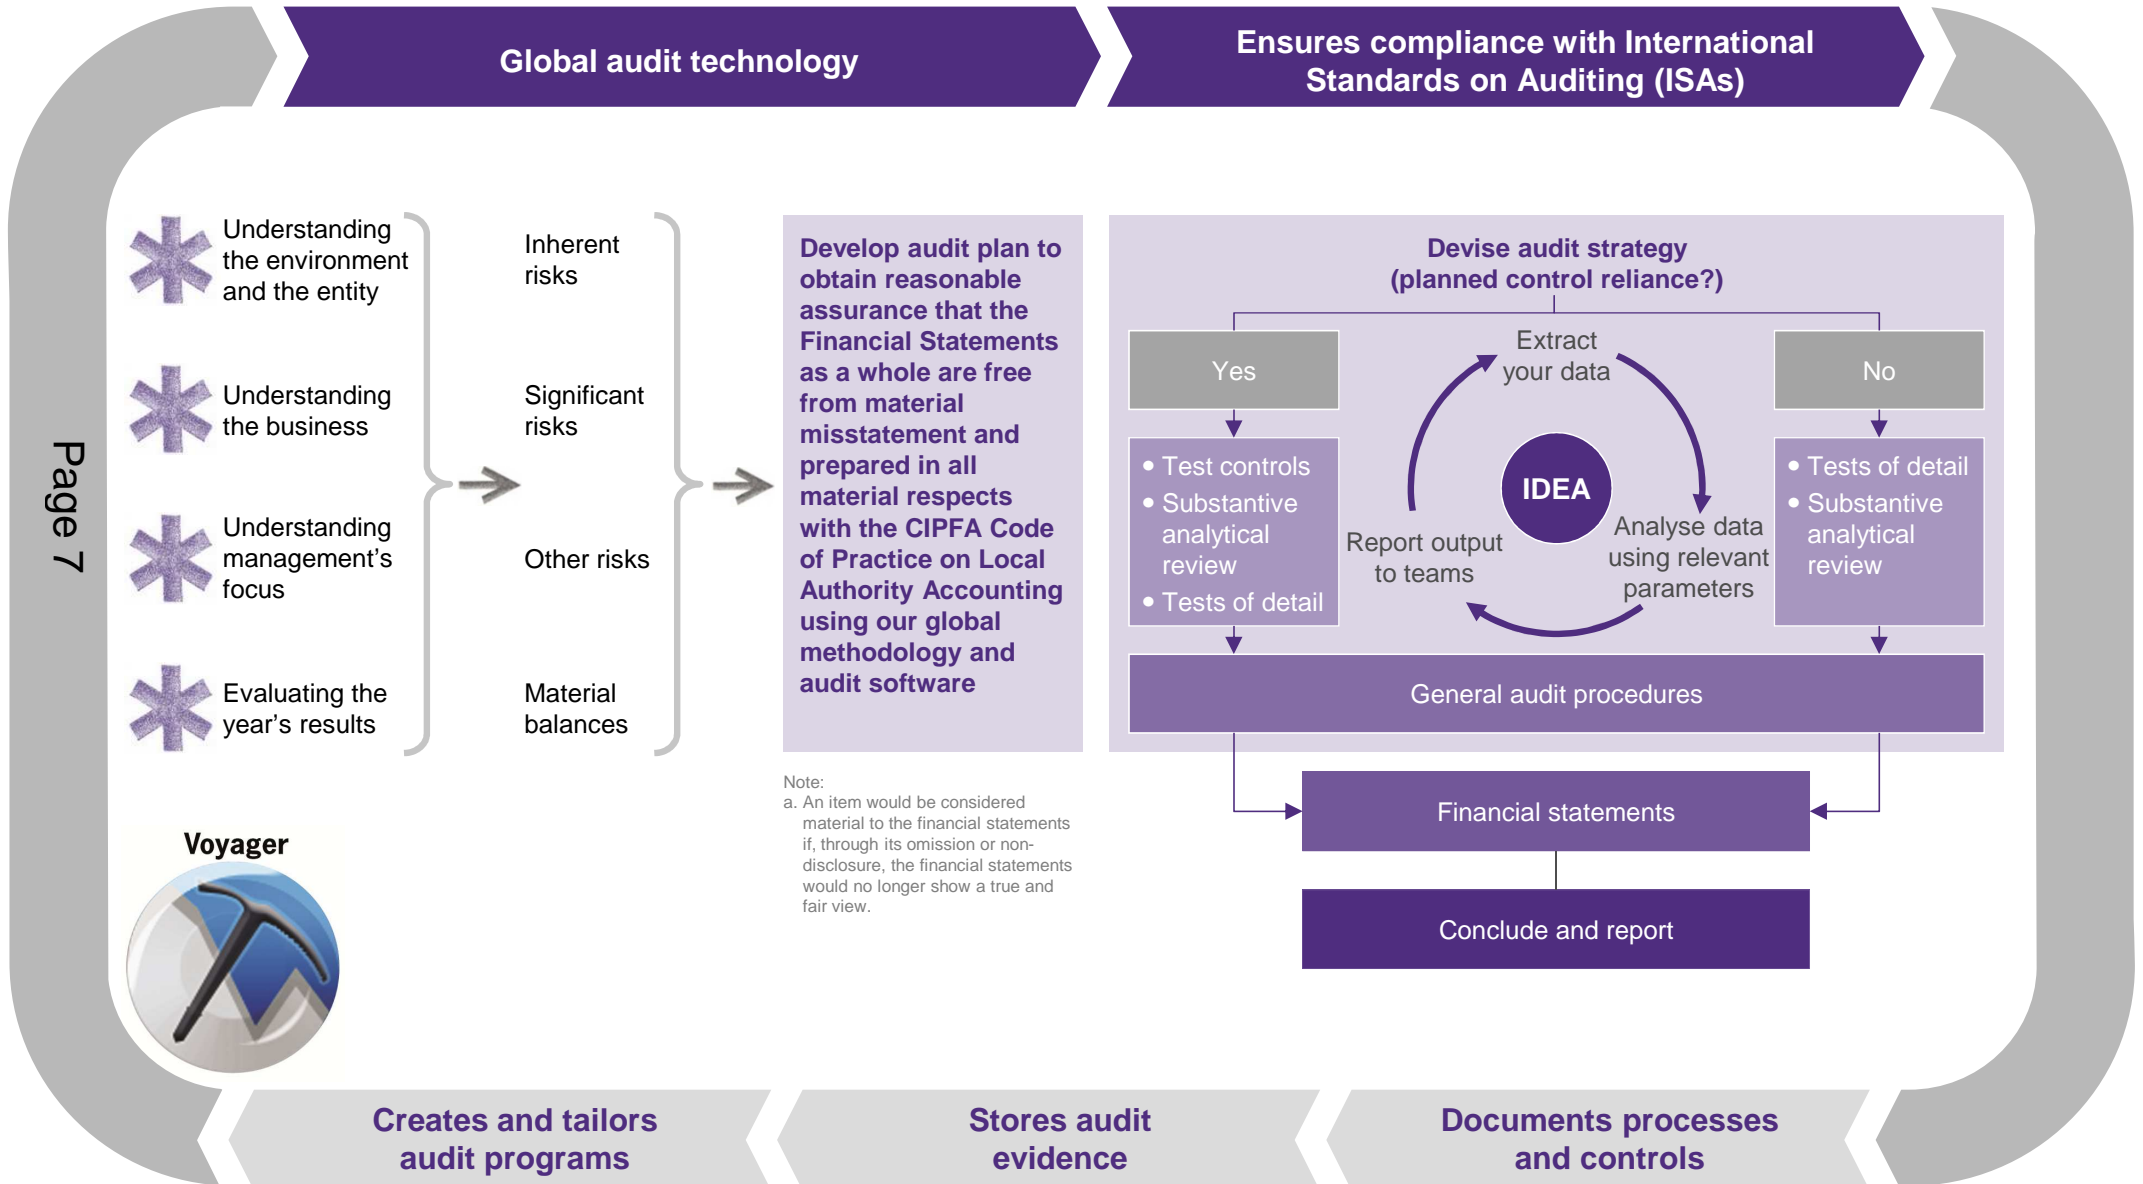 Global audit technology
Ensures compliance with International
Standards on Auditing (ISAs)
Page 7
Understanding
the environment
and the entity
Understanding
the business
Understanding
management’s
focus
Evaluating the
year’s results
Inherent
risks
Significant
risks
Other risks
Material
balances
Develop audit plan to
obtain reasonable
assurance that the
Financial Statements
as a whole are free
from material
misstatement and
prepared in all
material respects
with the CIPFA Code
of Practice on Local
Authority Accounting
using our global
methodology and
audit software
Note:
a. An item would be considered
material to the financial statements
if, through its omission or non-
disclosure, the financial statements
would no longer show a true and
fair view.
Devise audit strategy
(planned control reliance?)
Yes
• Test controls
• Substantive
analytical
review
• Tests of detail
Extract
your data
IDEA
Analyse data
using relevant
parameters
Report output
to teams
No
• Tests of detail
• Substantive
analytical
review
General audit procedures
Financial statements
Conclude and report
Voyager
Creates and tailors
audit programs
Stores audit
evidence
Documents processes
and controls